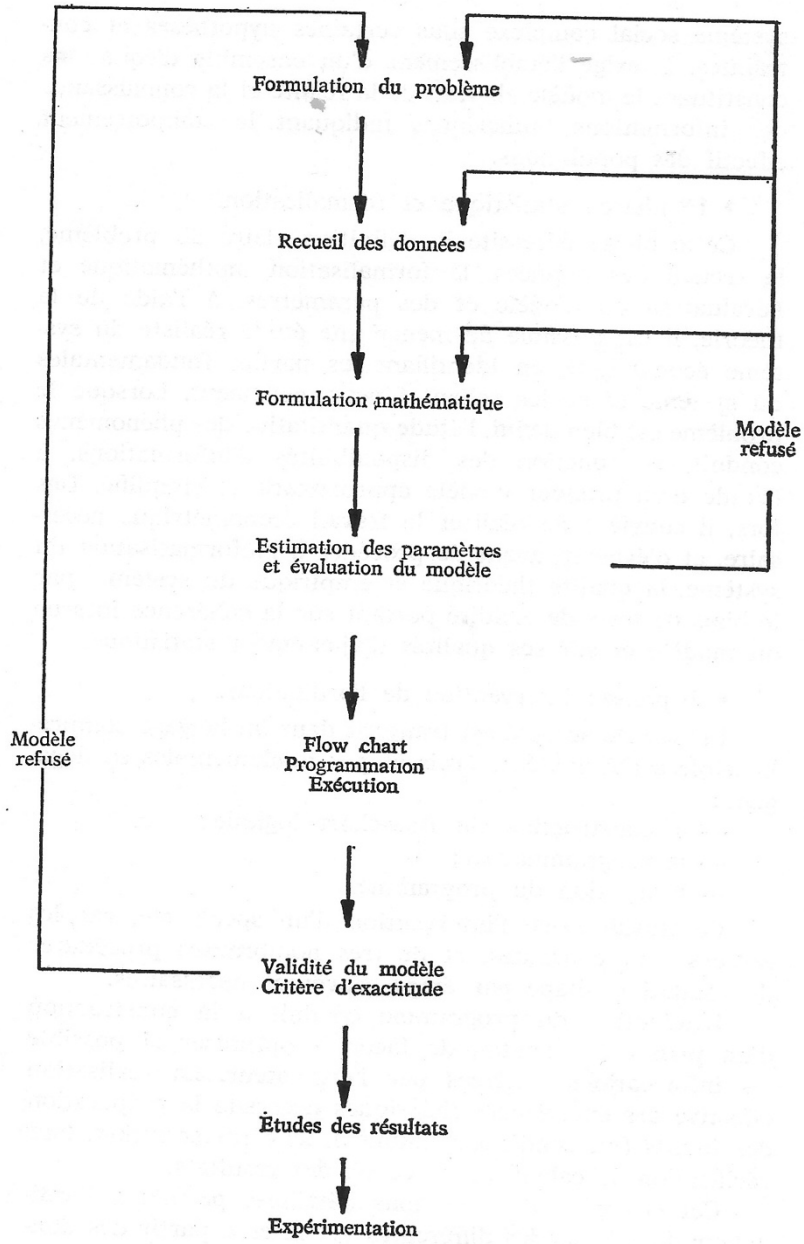 Formulation du problème
Recueil des données
Formulation mathématique
Modèle
refusé
Estimation des paramètres
et évaluation du modèle
Modèle
refusé
Flow chart
Programmation
Exécution
Validité du modèle
Critère d'exactitude
Études des résultats
Expérimentation